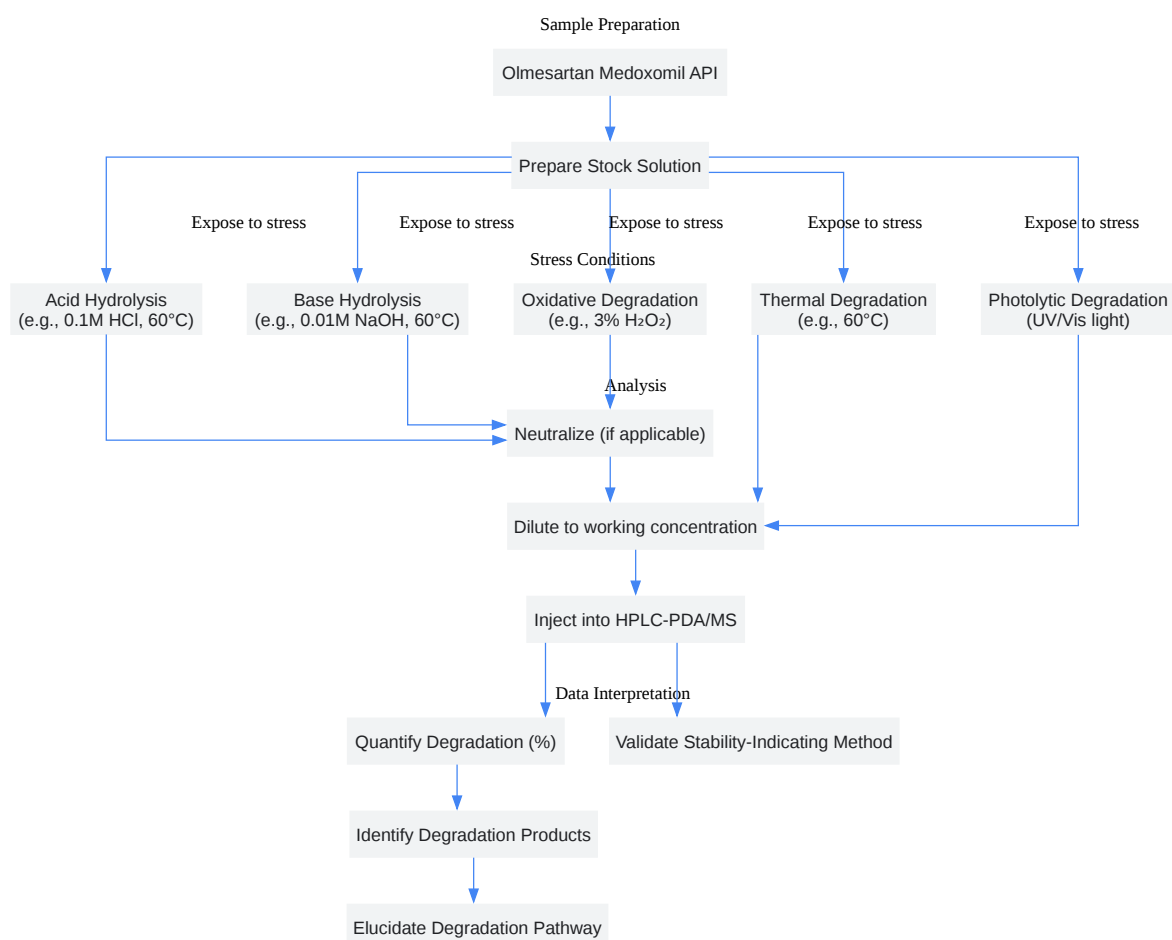 Sample Preparation
Olmesartan Medoxomil API
Prepare Stock Solution
Expose to stress
Expose to stress
Expose to stress
Expose to stress
Expose to stress
Stress Conditions
Acid Hydrolysis
(e.g., 0.1M HCl, 60°C)
Base Hydrolysis
(e.g., 0.01M NaOH, 60°C)
Oxidative Degradation
(e.g., 3% H₂O₂)
Thermal Degradation
(e.g., 60°C)
Photolytic Degradation
(UV/Vis light)
Analysis
Neutralize (if applicable)
Dilute to working concentration
Inject into HPLC-PDA/MS
Data Interpretation
Quantify Degradation (%)
Validate Stability-Indicating Method
Identify Degradation Products
Elucidate Degradation Pathway